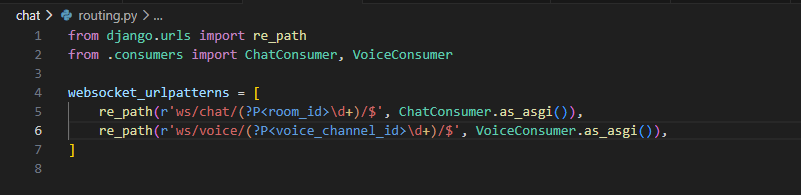 chat > routing.py > ...
1 from django.urls import re_path
2 from .consumers import ChatConsumer, VoiceConsumer
3
4 websocket_urlpatterns = [
5     re_path(r'ws/chat/(?P<room_id>\d+)/$', ChatConsumer.as_asgi()),
6     re_path(r'ws/voice/(?P<voice_channel_id>\d+)/$', VoiceConsumer.as_asgi()),
7 ]
8